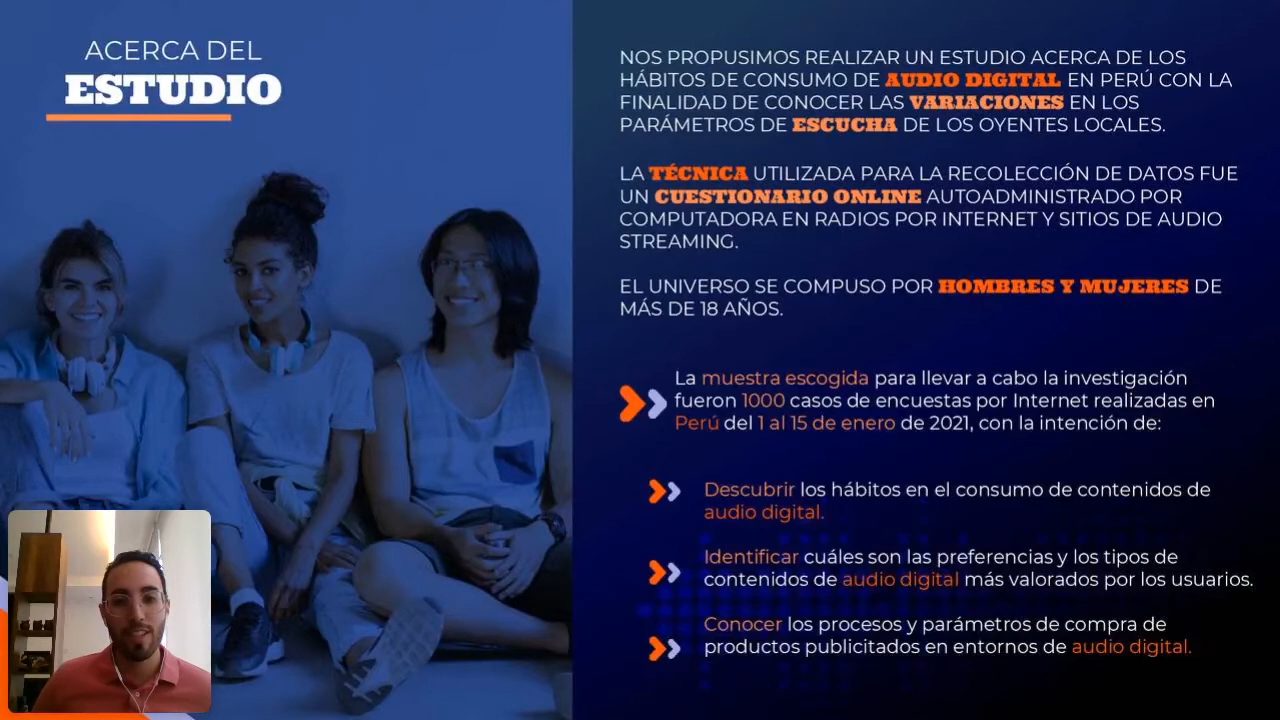 ACERCA DEL
ESTUDIO
NOS PROPUSIMOS REALIZAR UN ESTUDIO ACERCA DE LOS
HÁBITOS DE CONSUMO DE AUDIO DIGITAL EN PERÚ CON LA
FINALIDAD DE CONOCER LAS VARIACIONES EN LOS
PARÁMETROS DE ESCUCHA DE LOS OYENTES LOCALES.
LA TÉCNICA UTILIZADA PARA LA RECOLECCIÓN DE DATOS FUE
UN CUESTIONARIO ONLINE AUTOADMINISTRADO POR
COMPUTADORA EN RADIOS POR INTERNET Y SITIOS DE AUDIO
STREAMING.
EL UNIVERSO SE COMPUSO POR HOMBRES Y MUJERES DE
MÁS DE 18 AÑOS.
La muestra escogida para llevar a cabo la investigación
fueron 1000 casos de encuestas por Internet realizadas en
Perú del 1 al 15 de enero de 2021, con la intención de:
Descubrir los hábitos en el consumo de contenidos de
audio digital.
Identificar cuáles son las preferencias y los tipos de
contenidos de audio digital más valorados por los usuarios.
Conocer los procesos y parámetros de compra de
productos publicitados en entornos de audio digital.